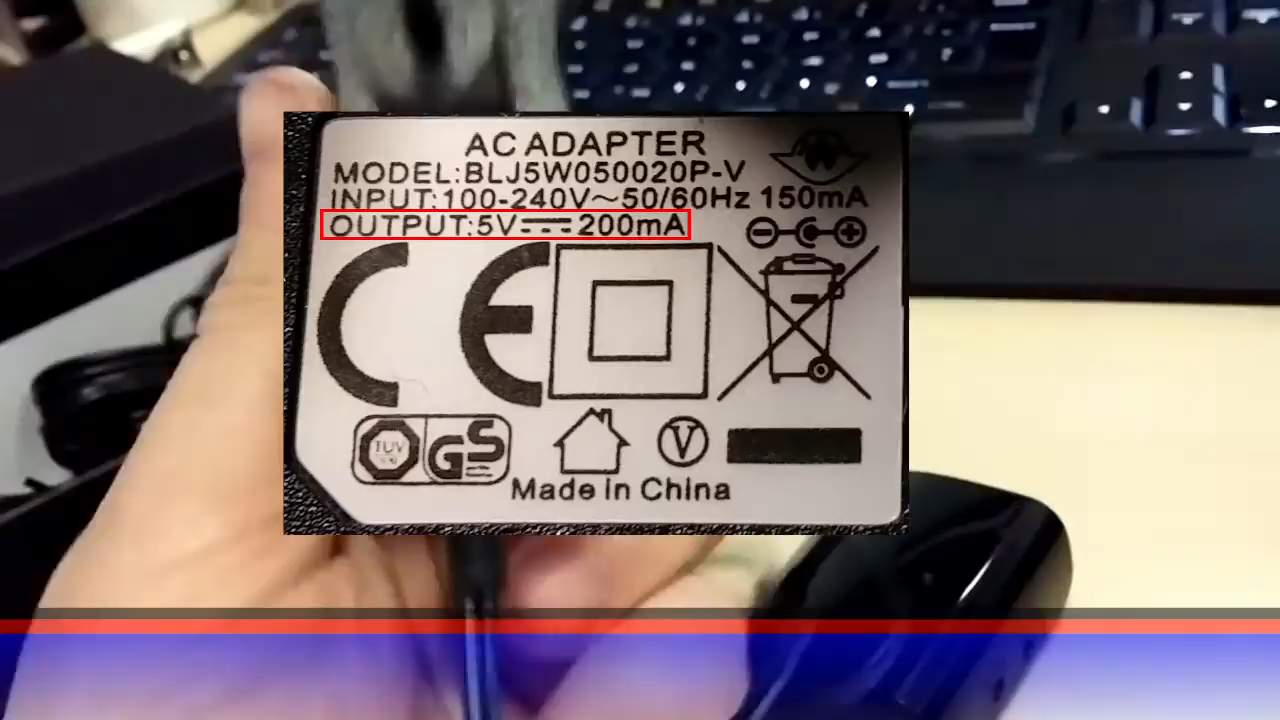 AC ADAPTER
MODEL:BLJ5W050020P-V
INPUT:100-240V~50/60Hz 150mA
OUTPUT:5V⎓200mA
CE
TUV
GS
V
Made in China